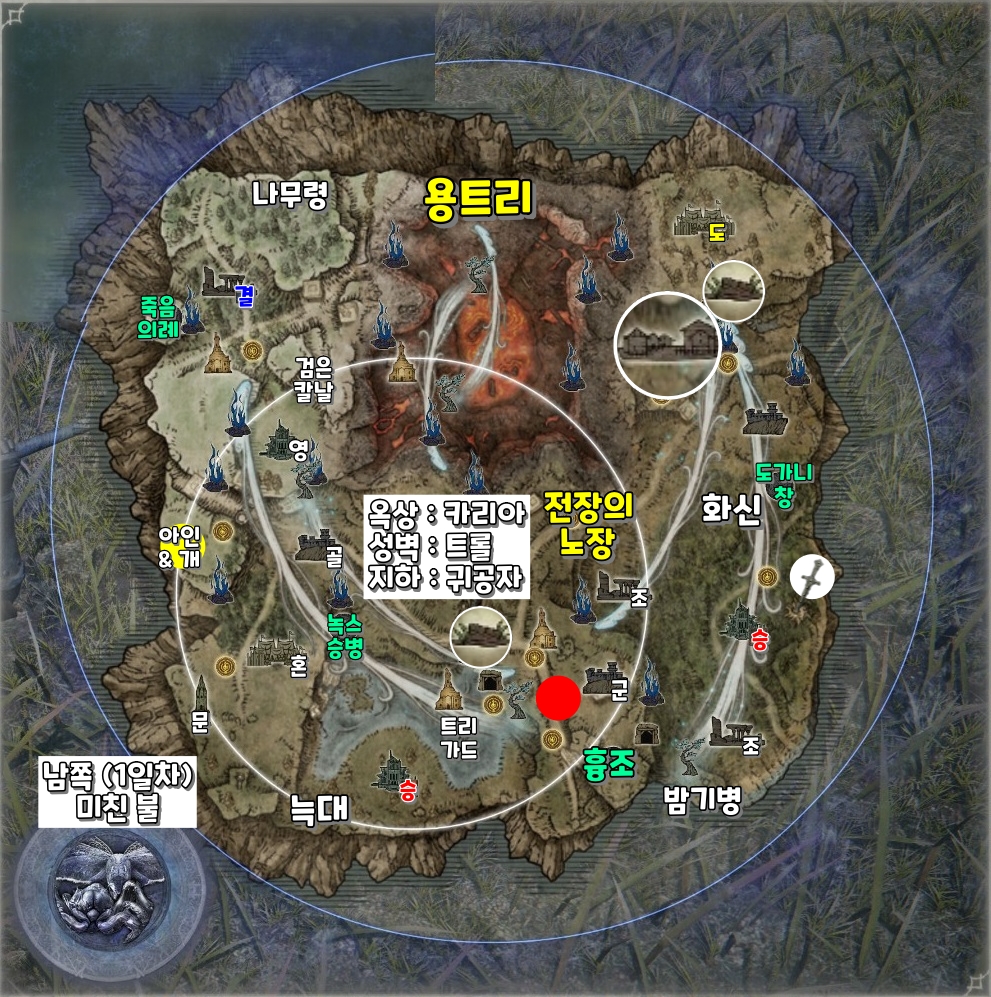 나무령
용트리
도
결
죽음
의례
검은
칼날
영
도가니
창
화신
옥상 : 카리아
성벽 : 트롤
지하 : 귀공자
전장의
노장
아인
& 개
골
조
녹스
승병
승
혼
군
문
트리
가드
조
흉조
남쪽 (1일차)
미친 불
승
늑대
밤기병